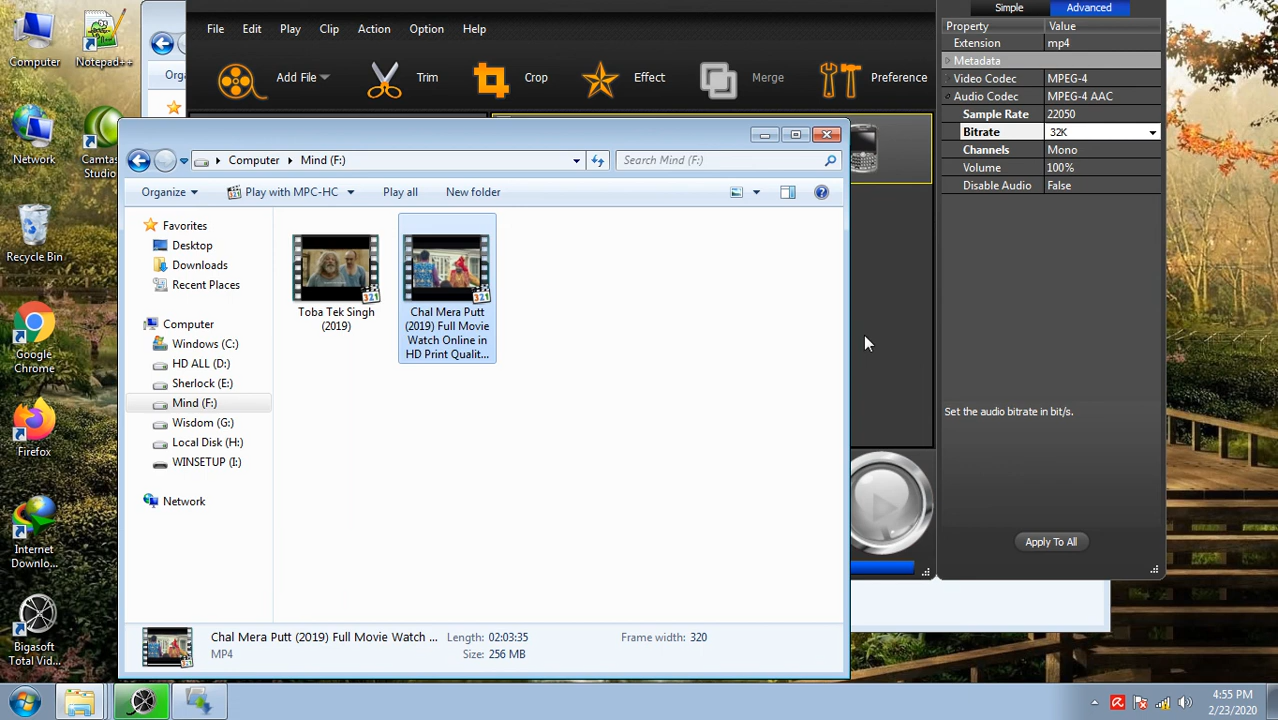 Computer
Notepad++
Network
Camtas
Studio
Recycle Bin
Google
Chrome
Firefox
Internet
Downlo...
Bigasoft
Total Vid...
Orga
File
Edit
Play
Clip
Action
Option
Help
Add File
Trim
Crop
Effect
Merge
Preference
Simple
Advanced
Property
Value
Extension
mp4
Metadata
Video Codec
MPEG-4
Audio Codec
MPEG-4 AAC
Sample Rate
22050
Bitrate
32K
Channels
Mono
Volume
100%
Disable Audio
False
Set the audio bitrate in bit/s.
Apply To All
Computer
Mind (F:)
Search Mind (F:)
Organize
Play with MPC-HC
Play all
New folder
Favorites
Desktop
Downloads
Recent Places
Computer
Windows (C:)
HD ALL (D:)
Sherlock (E:)
Mind (F:)
Wisdom (G:)
Local Disk (H:)
WINSETUP (I:)
Network
321
Toba Tek Singh
(2019)
321
Chal Mera Putt
(2019) Full Movie
Watch Online in
HD Print Qualit...
Chal Mera Putt (2019) Full Movie Watch ...
MP4
Length: 02:03:35
Size: 256 MB
Frame width: 320
4:55 PM
2/23/2020